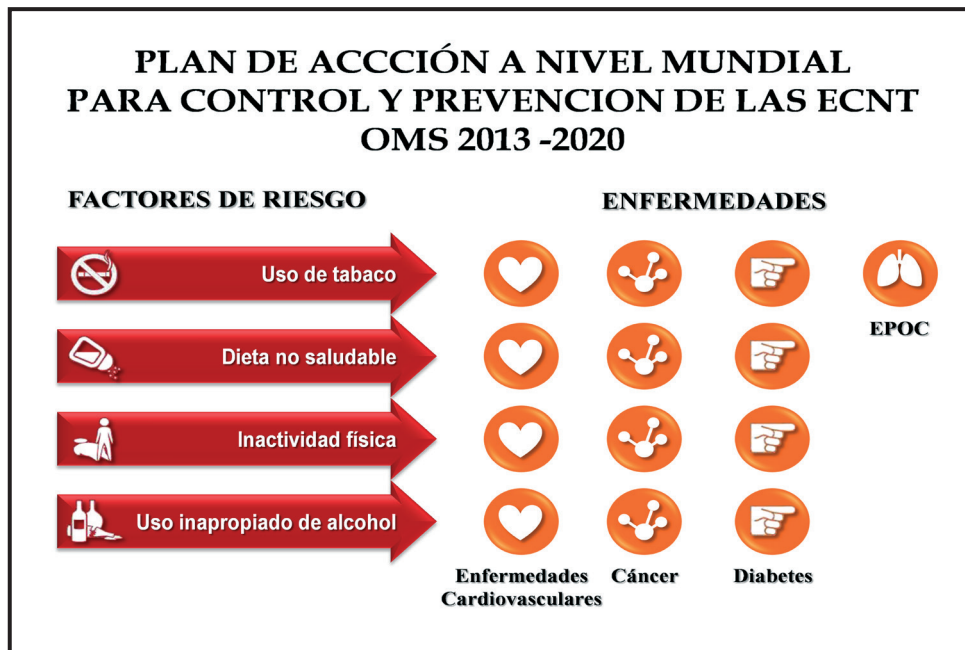 PLAN DE ACCCIÓN A NIVEL MUNDIAL
PARA CONTROL Y PREVENCION DE LAS ECNT
OMS 2013 -2020
FACTORES DE RIESGO
ENFERMEDADES
Uso de tabaco
EPOC
Dieta no saludable
Inactividad física
Uso inapropiado de alcohol
Enfermedades
Cardiovasculares
Cáncer
Diabetes